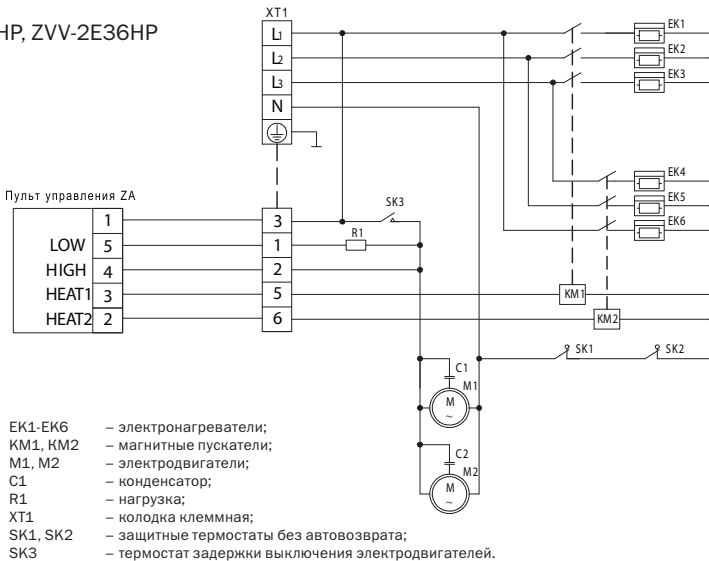 HP, ZVV-2E36HP
XT1
L1
L2
L3
N
EK1
EK2
EK3
EK4
EK5
EK6
Пульт управления ZA
1
LOW 5
HIGH 4
HEAT1 3
HEAT2 2
3
1
2
5
6
SK3
R1
KM1
KM2
SK1
SK2
C1
M1
M
~
C2
M2
M
~
EK1-EK6 – электронагреватели;
KM1, KM2 – магнитные пускатели;
M1, M2 – электродвигатели;
C1 – конденсатор;
R1 – нагрузка;
XT1 – колодка клеммная;
SK1, SK2 – защитные термостаты без автовозврата;
SK3 – термостат задержки выключения электродвигателей.